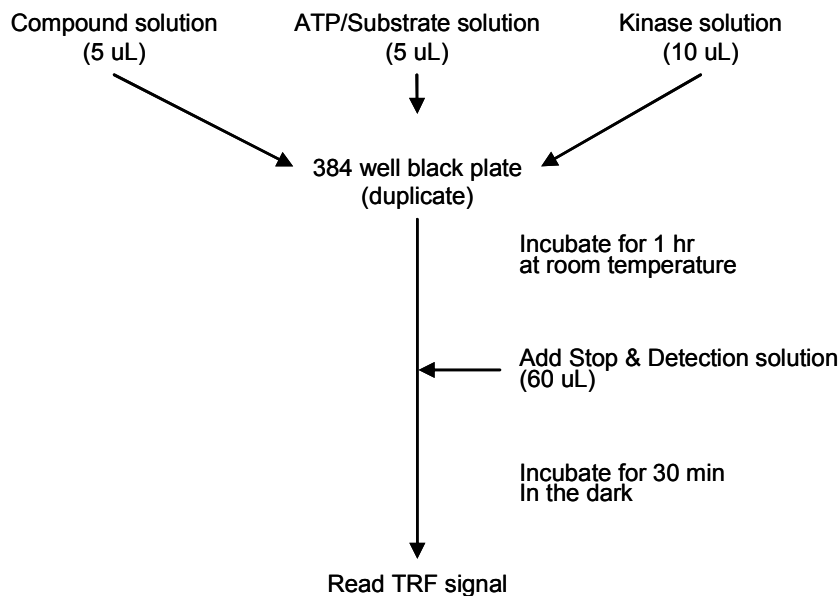 Compound solution
(5 uL)
ATP/Substrate solution
(5 uL)
Kinase solution
(10 uL)
384 well black plate
(duplicate)
Incubate for 1 hr
at room temperature
Add Stop & Detection solution
(60 uL)
Incubate for 30 min
In the dark
Read TRF signal